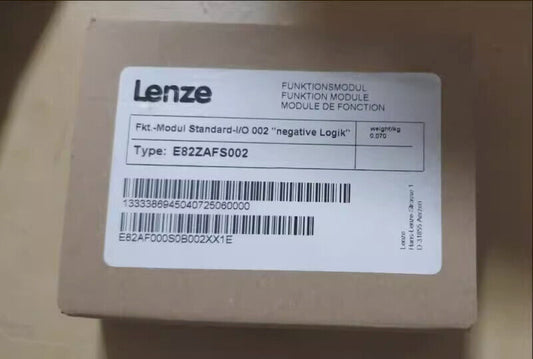 Lenze
FUNKTIONSMODUL
FUNKTION MODULE
MODULE DE FONCTION
Fkt.-Modul Standard-I/O 002 "negative Logik"
weight/kg
0.070
Type: E82ZAFS002
1333386945040725060000
E82AF000S0B002XX1E
Lenze
Hans-Lenze-Strasse 1
D-31855 Aerzen